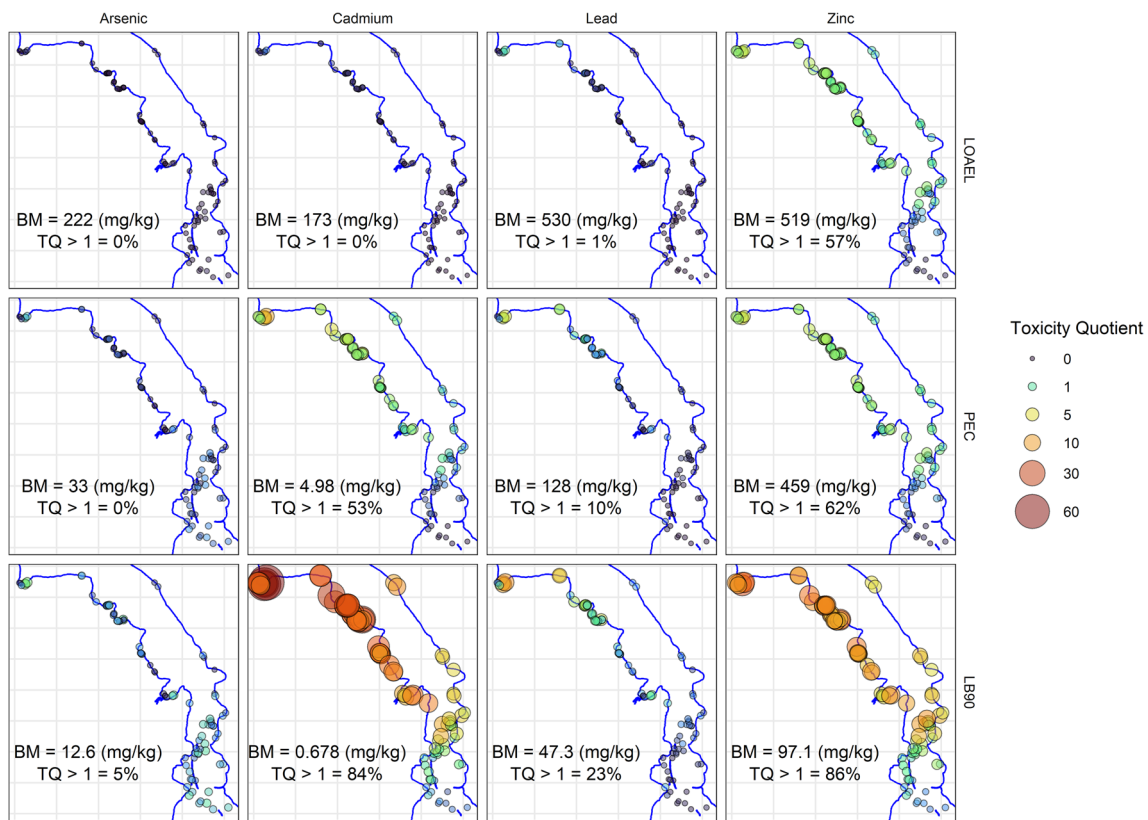 Arsenic Cadmium Lead Zinc
LOAEL
BM = 222 (mg/kg)
TQ > 1 = 0%
BM = 173 (mg/kg)
TQ > 1 = 0%
BM = 530 (mg/kg)
TQ > 1 = 1%
BM = 519 (mg/kg)
TQ > 1 = 57%
PEC
BM = 33 (mg/kg)
TQ > 1 = 0%
BM = 4.98 (mg/kg)
TQ > 1 = 53%
BM = 128 (mg/kg)
TQ > 1 = 10%
BM = 459 (mg/kg)
TQ > 1 = 62%
LB90
BM = 12.6 (mg/kg)
TQ > 1 = 5%
BM = 0.678 (mg/kg)
TQ > 1 = 84%
BM = 47.3 (mg/kg)
TQ > 1 = 23%
BM = 97.1 (mg/kg)
TQ > 1 = 86%
Toxicity Quotient
0
1
5
10
30
60